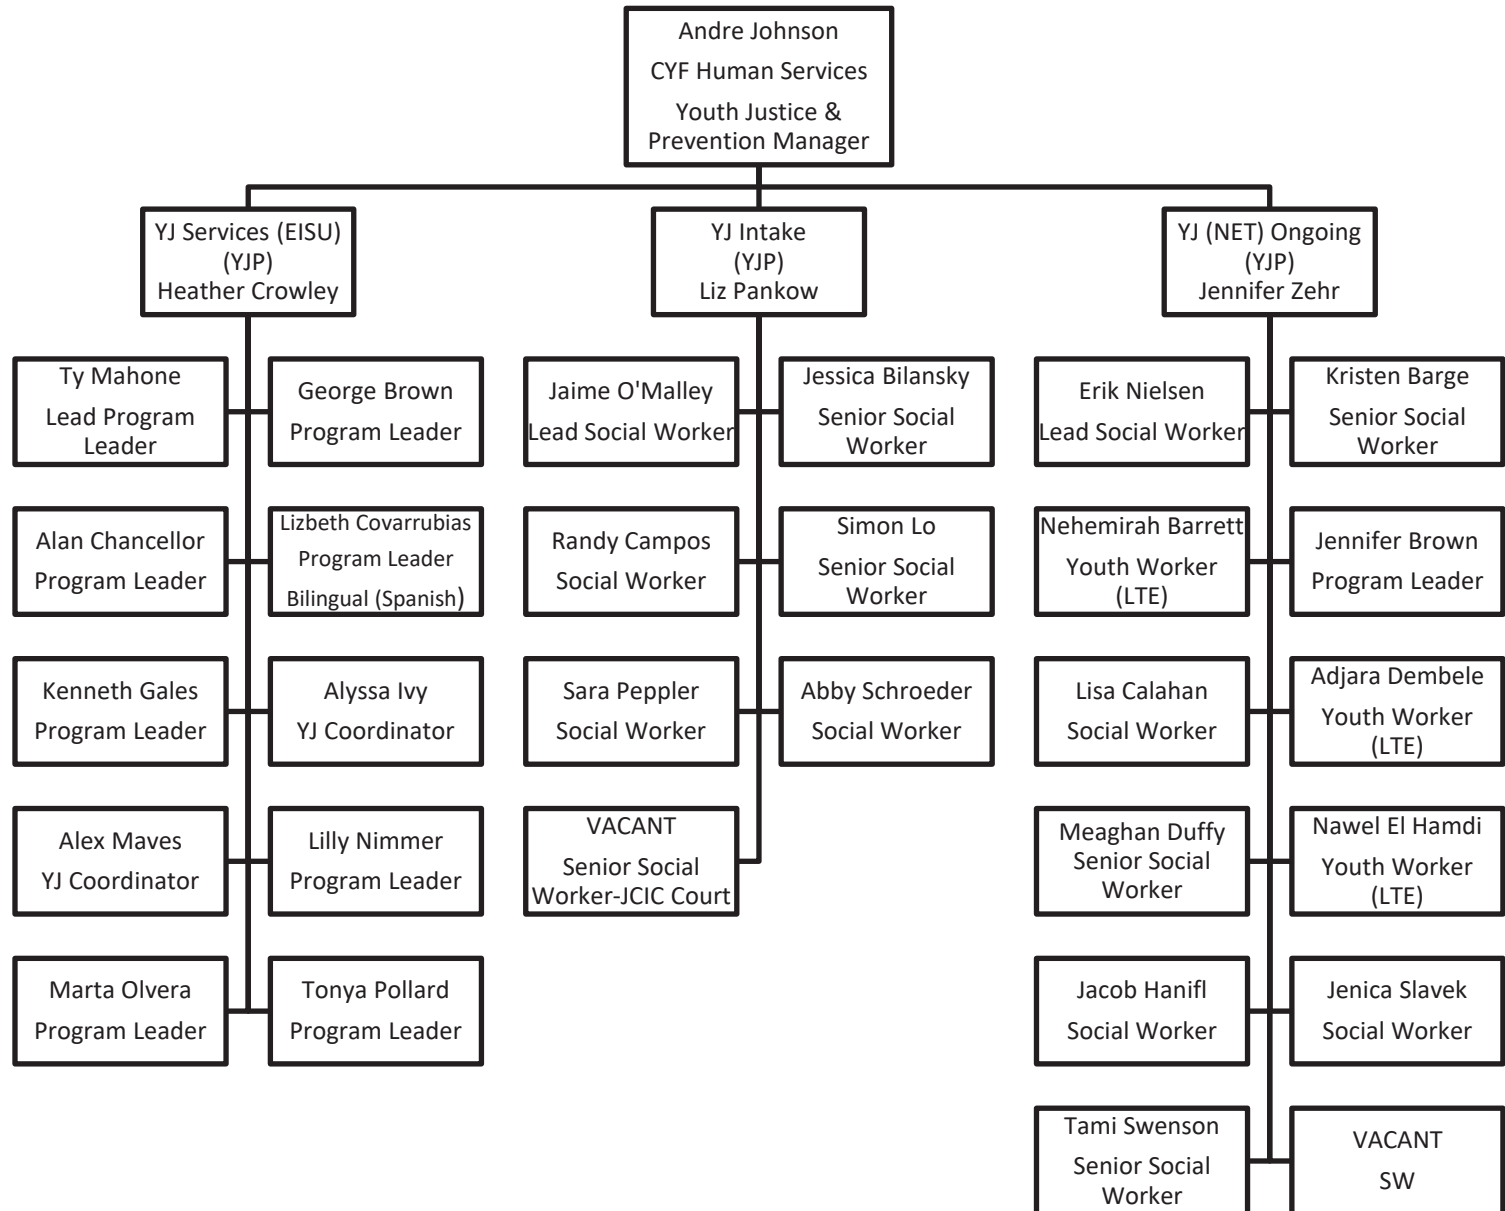 Andre Johnson
CYF Human Services
Youth Justice &
Prevention Manager
YJ Services (EISU)
(YJP)
Heather Crowley
YJ Intake
(YJP)
Liz Pankow
YJ (NET) Ongoing
(YJP)
Jennifer Zehr
Ty Mahone
Lead Program
Leader
George Brown
Program Leader
Alan Chancellor
Program Leader
Lizbeth Covarrubias
Program Leader
Bilingual (Spanish)
Kenneth Gales
Program Leader
Alyssa Ivy
YJ Coordinator
Alex Maves
YJ Coordinator
Lilly Nimmer
Program Leader
Marta Olvera
Program Leader
Tonya Pollard
Program Leader
Jaime O'Malley
Lead Social Worker
Jessica Bilansky
Senior Social
Worker
Randy Campos
Social Worker
Simon Lo
Senior Social
Worker
Sara Peppler
Social Worker
Abby Schroeder
Social Worker
VACANT
Senior Social
Worker-JCIC Court
Erik Nielsen
Lead Social Worker
Kristen Barge
Senior Social
Worker
Nehemirah Barrett
Youth Worker
(LTE)
Jennifer Brown
Program Leader
Lisa Calahan
Social Worker
Adjara Dembele
Youth Worker
(LTE)
Meaghan Duffy
Senior Social
Worker
Nawel El Hamdi
Youth Worker
(LTE)
Jacob Hanifl
Social Worker
Jenica Slavek
Social Worker
Tami Swenson
Senior Social
Worker
VACANT
SW